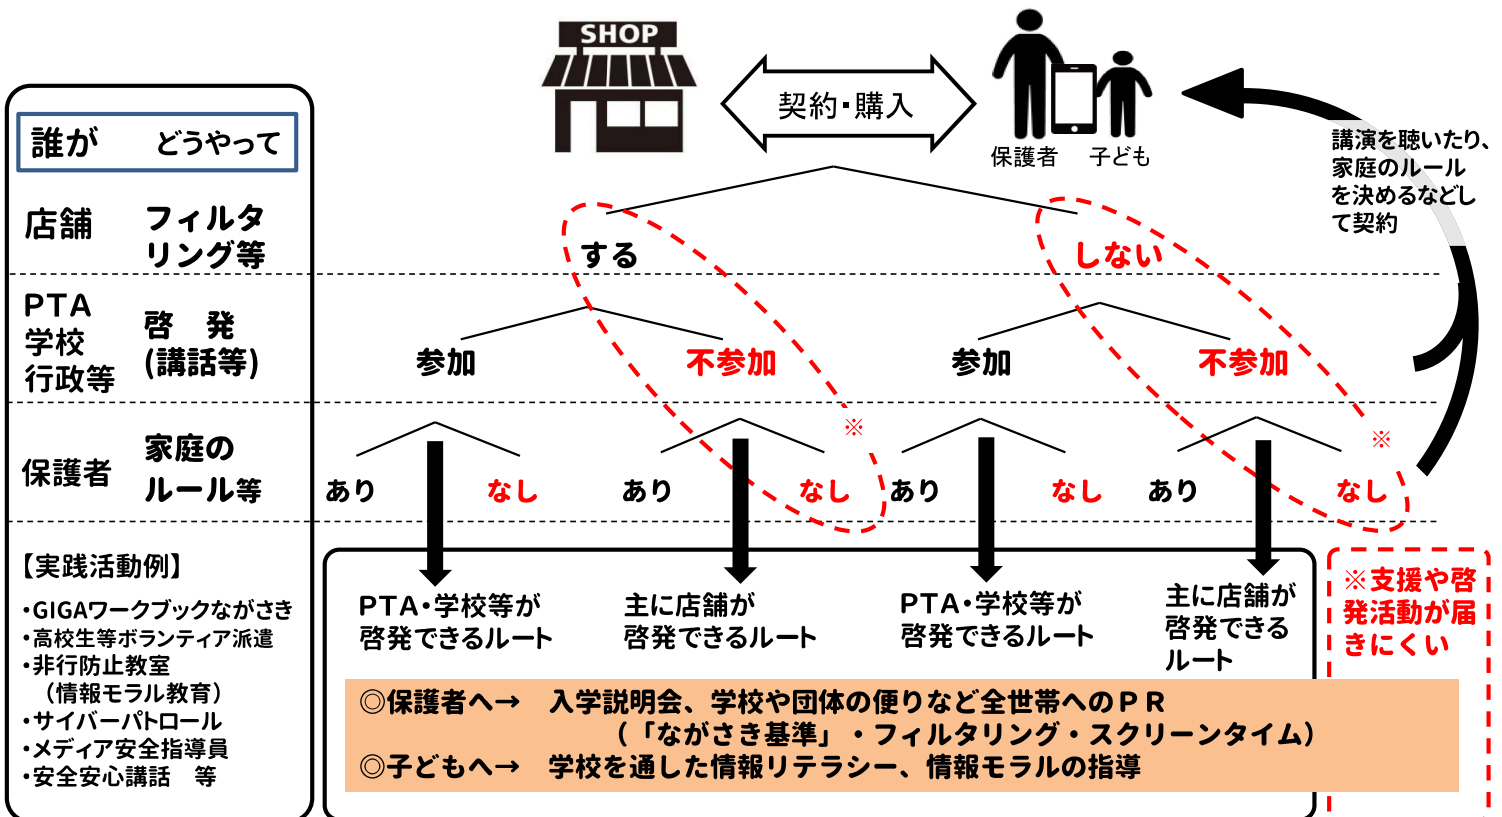 SHOP
契約・購入
保護者　子ども
講演を聴いたり、
家庭のルール
を決めるなどし
て契約
誰が　どうやって
店舗
フィルタ
リング等
する
しない
PTA
学校
行政等
啓　発
(講話等)
参加
不参加
参加
不参加
保護者
家庭の
ルール等
※
※
あり
なし
あり
なし
あり
なし
あり
なし
【実践活動例】
・GIGAワークブックながさき
・高校生等ボランティア派遣
・非行防止教室
（情報モラル教育）
・サイバーパトロール
・メディア安全指導員
・安全安心講話　等
PTA・学校等が
啓発できるルート
主に店舗が
啓発できるルート
PTA・学校等が
啓発できるルート
主に店舗が
啓発できる
ルート
※支援や啓
発活動が届
きにくい
◎保護者へ→　入学説明会、学校や団体の便りなど全世帯へのＰＲ
（「ながさき基準」・フィルタリング・スクリーンタイム）
◎子どもへ→　学校を通した情報リテラシー、情報モラルの指導